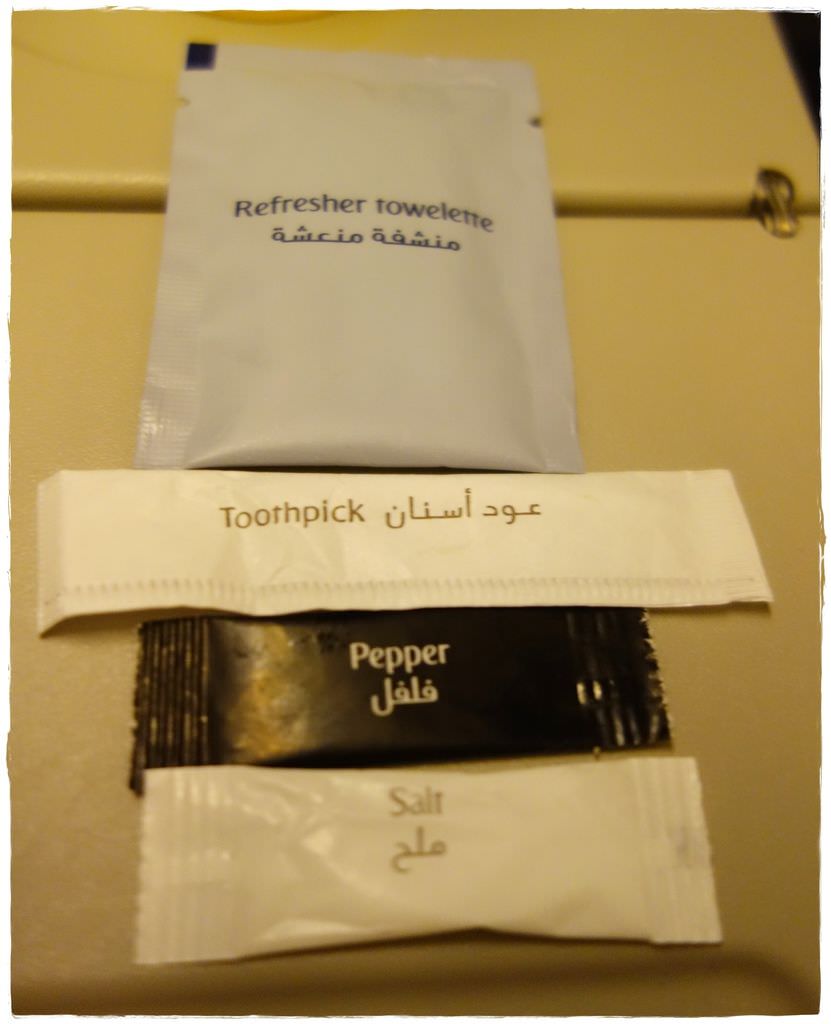 Refresher towelette
منشفة منعشة
Toothpick عود أسنان
Pepper
فلفل
Salt
ملح